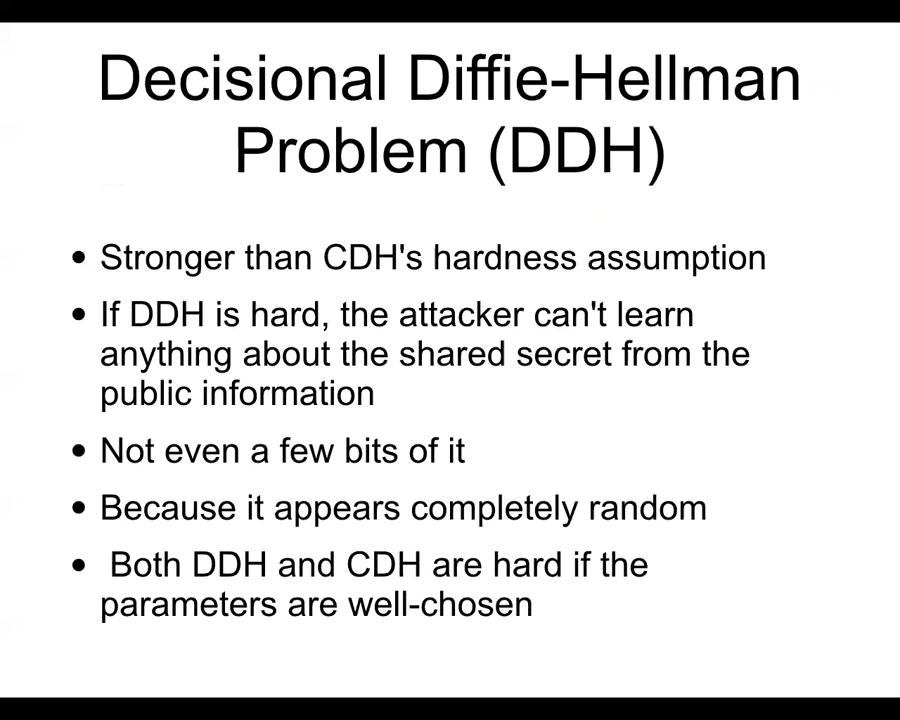 Decisional Diffie-Hellman
Problem (DDH)
• Stronger than CDH's hardness assumption
• If DDH is hard, the attacker can't learn
anything about the shared secret from the
public information
• Not even a few bits of it
• Because it appears completely random
• Both DDH and CDH are hard if the
parameters are well-chosen